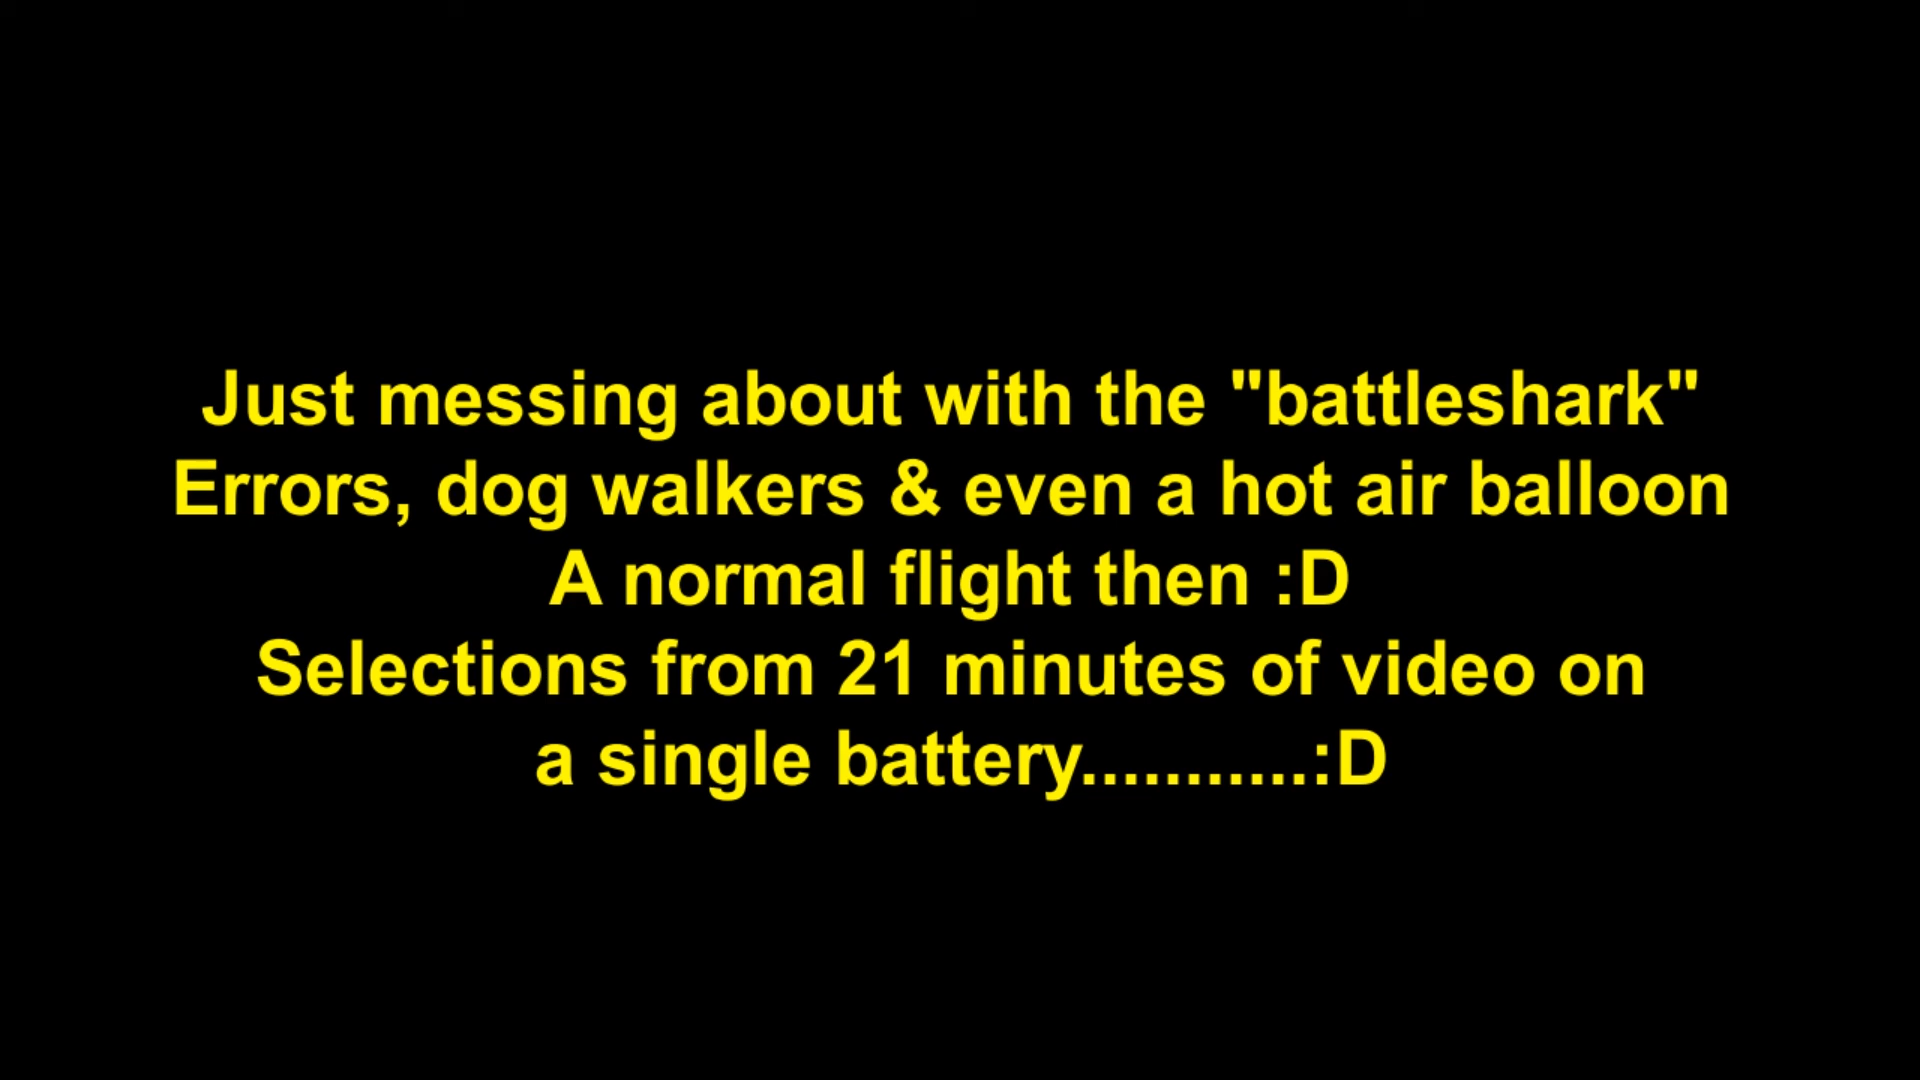 Just messing about with the "battleshark"
Errors, dog walkers & even a hot air balloon
A normal flight then :D
Selections from 21 minutes of video on
a single battery...........:D